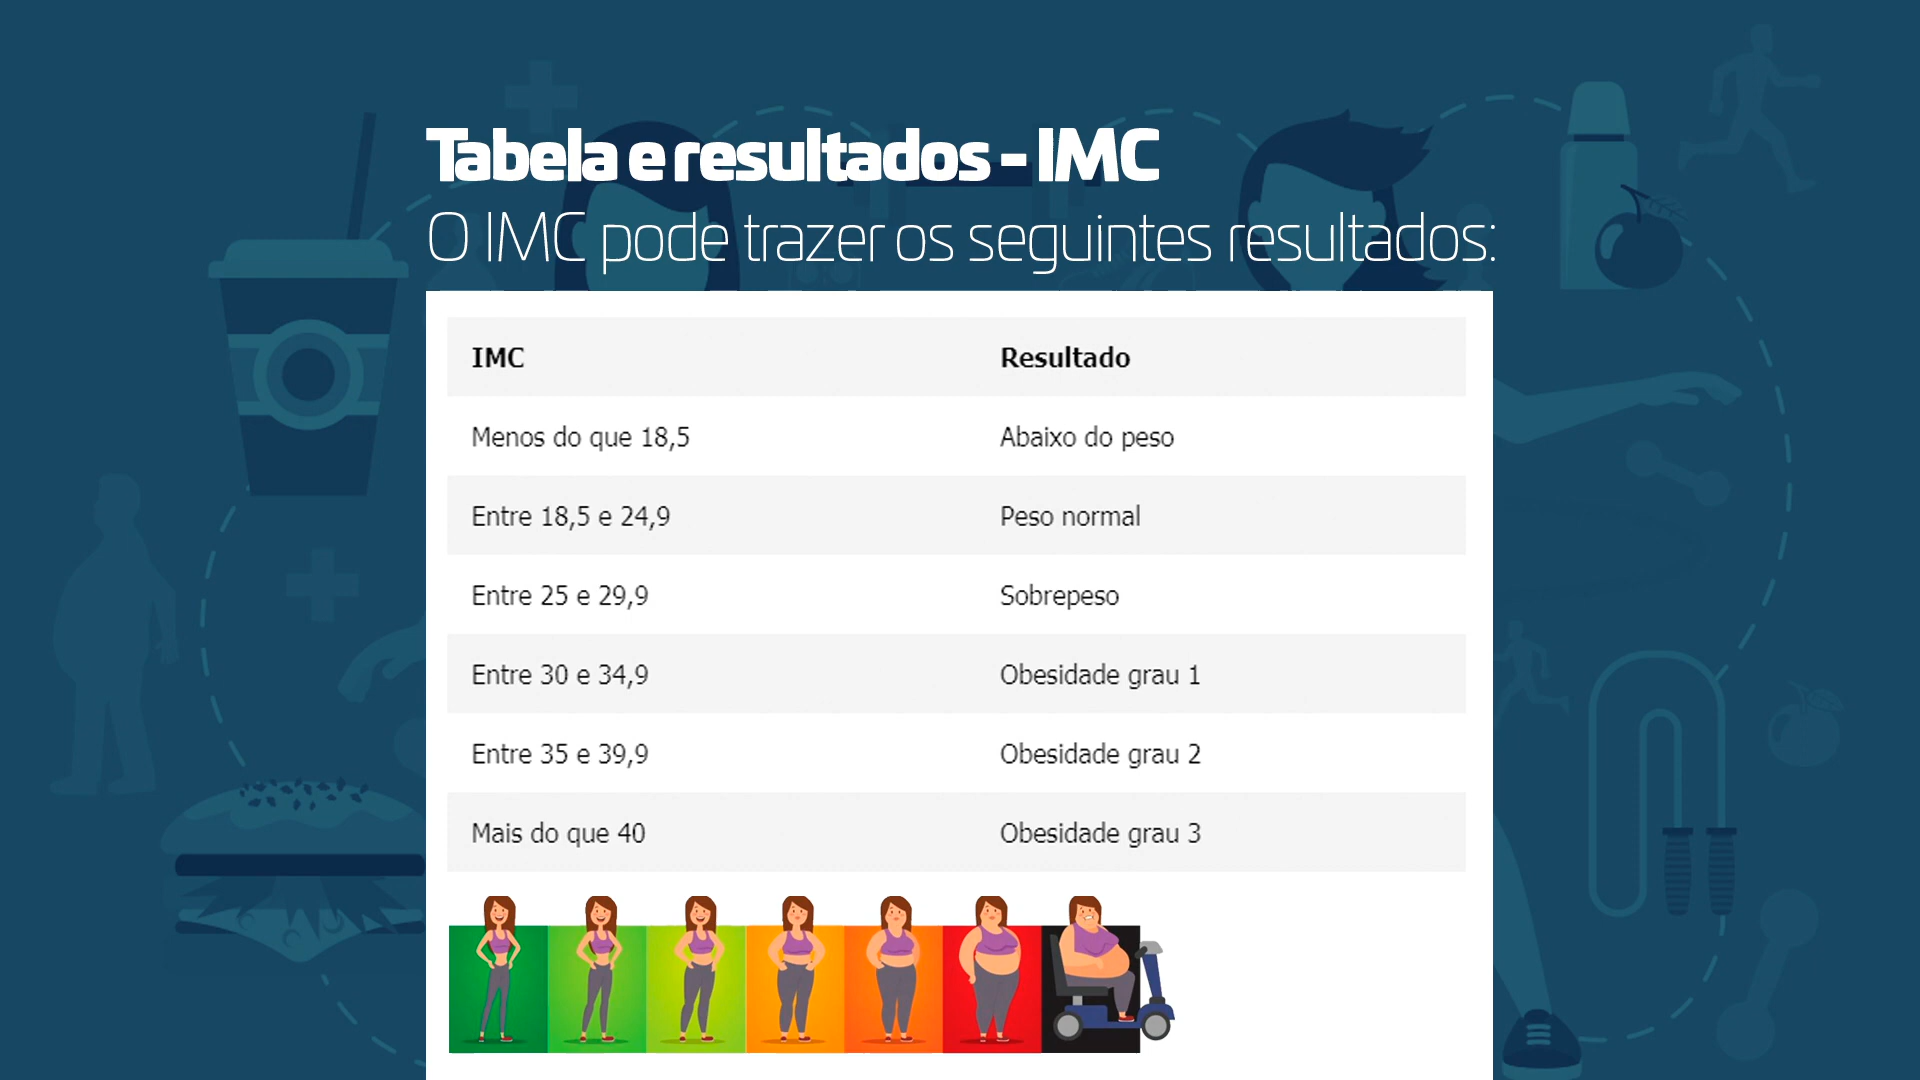 Tabela e resultados - IMC
O IMC pode trazer os seguintes resultados:
IMC Resultado
Menos do que 18,5 Abaixo do peso
Entre 18,5 e 24,9 Peso normal
Entre 25 e 29,9 Sobrepeso
Entre 30 e 34,9 Obesidade grau 1
Entre 35 e 39,9 Obesidade grau 2
Mais do que 40 Obesidade grau 3